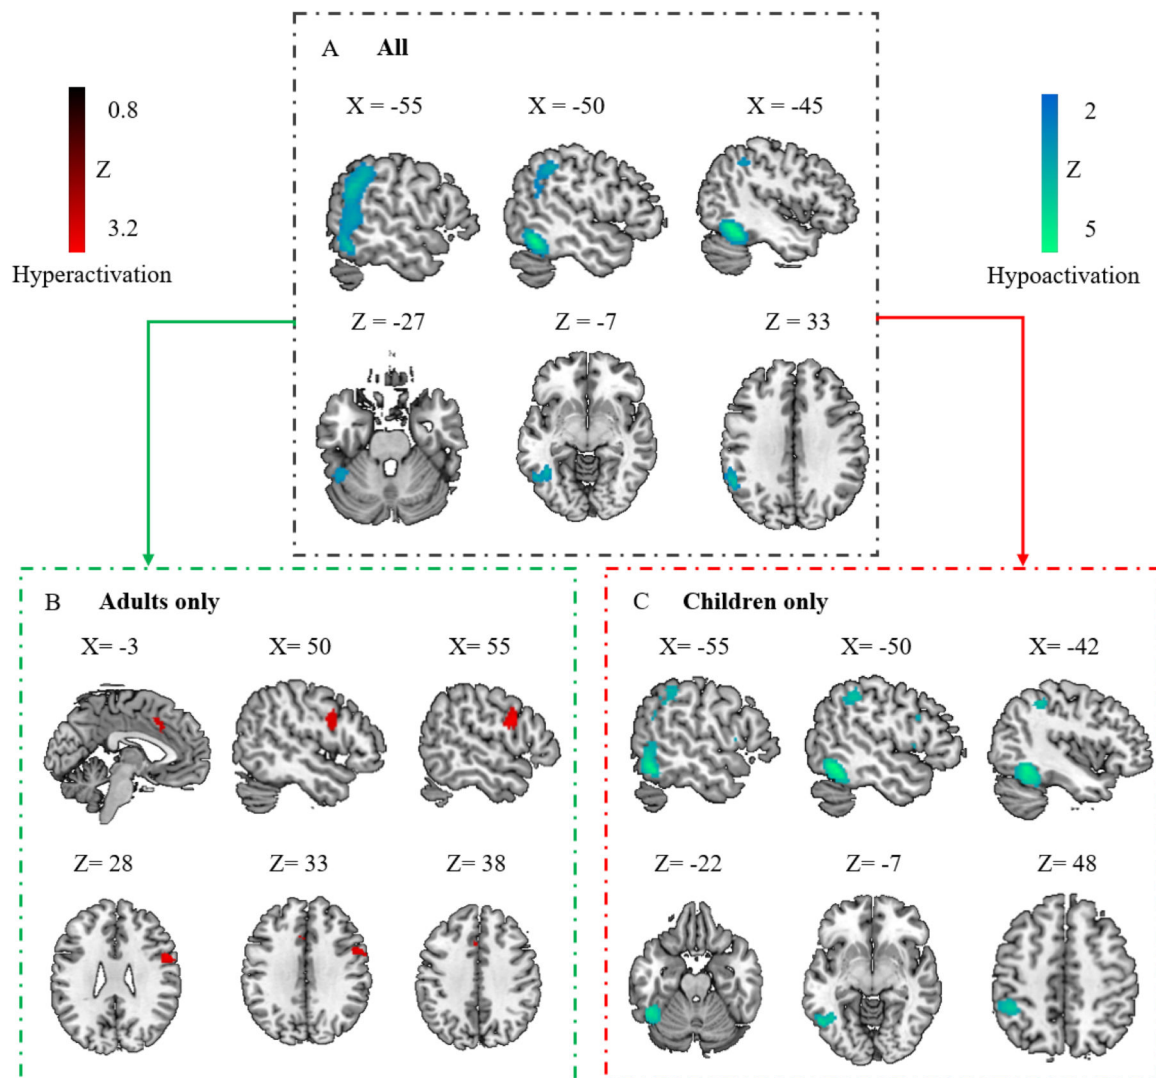 A All
X = -55 X = -50 X = -45
0.8
Z
3.2
Hyperactivation
2
Z
5
Hypoactivation
Z = -27 Z = -7 Z = 33
B Adults only
X= -3 X= 50 X= 55
Z= 28 Z= 33 Z= 38
C Children only
X= -55 X= -50 X= -42
Z= -22 Z= -7 Z= 48